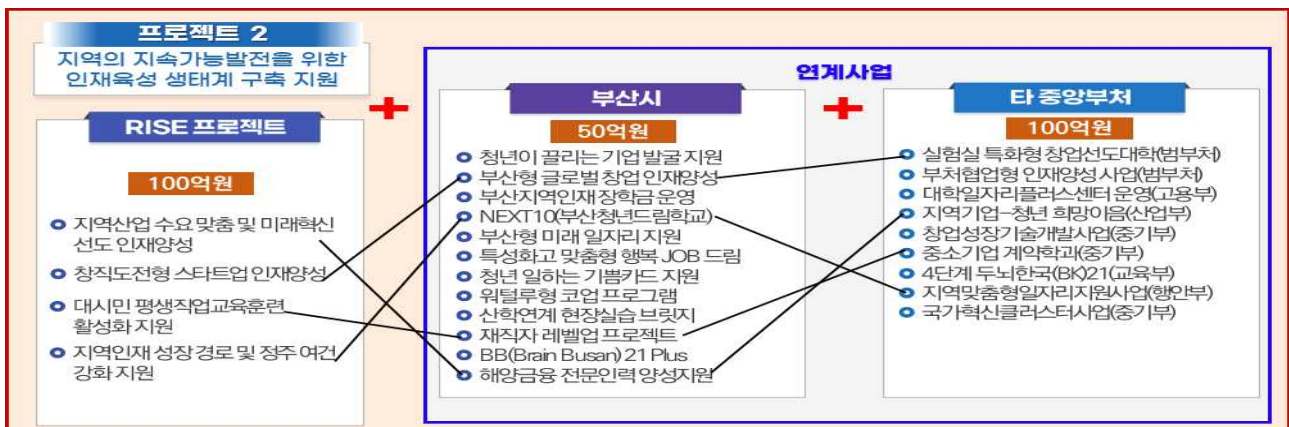 프로젝트 2
지역의 지속가능발전을 위한
인재육성 생태계 구축 지원
RISE 프로젝트
100억원
지역산업 수요 맞춤 및 미래혁신
선도 인재양성
창직도전형 스타트업 인재양성
대시민 평생직업교육훈련
활성화 지원
지역인재 성장 경로 및 정주 여건
강화 지원
+
연계사업
부산시
50억원
청년이 끌리는 기업 발굴 지원
부산형 글로벌 창업 인재양성
부산지역인재 장학금 운영
NEXT10(부산청년드림학교)
부산형 미래 일자리 지원
특성화고 맞춤형 행복 JOB 드림
청년 일하는 기쁨카드 지원
워털루형 코업 프로그램
산학연계 현장실습 브릿지
재직자 레벨업 프로젝트
BB(Brain Busan) 21 Plus
해양금융 전문인력 양성지원
+
타 중앙부처
100억원
실험실 특화형 창업선도대학(범부처)
부처협업형 인재양성 사업(범부처)
대학일자리플러스센터 운영(고용부)
지역기업-청년 희망이음(산업부)
창업성장기술개발사업(중기부)
중소기업 계약학과(중기부)
4단계 두뇌한국(BK)21(교육부)
지역맞춤형일자리지원사업(행안부)
국가혁신클러스터사업(중기부)